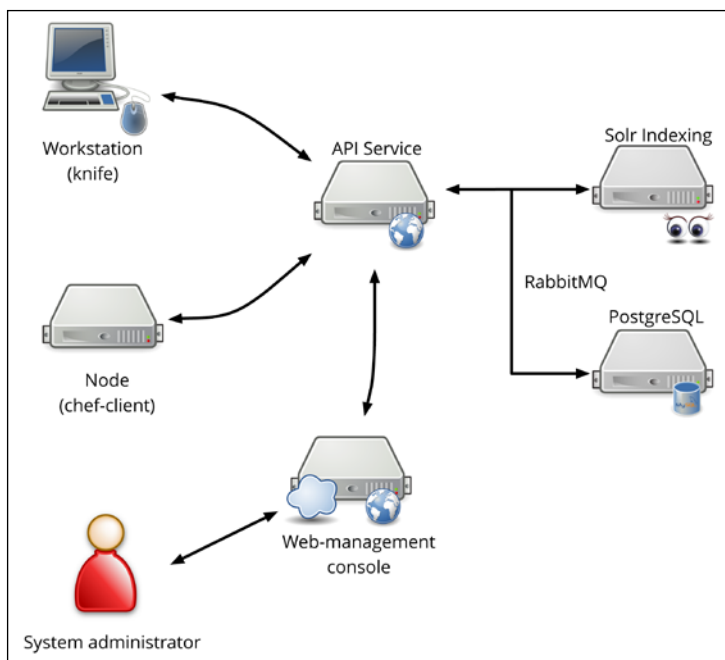 Workstation
(knife)
API Service
Solr Indexing
RabbitMQ
PostgreSQL
Node
(chef-client)
Web-management
console
System administrator